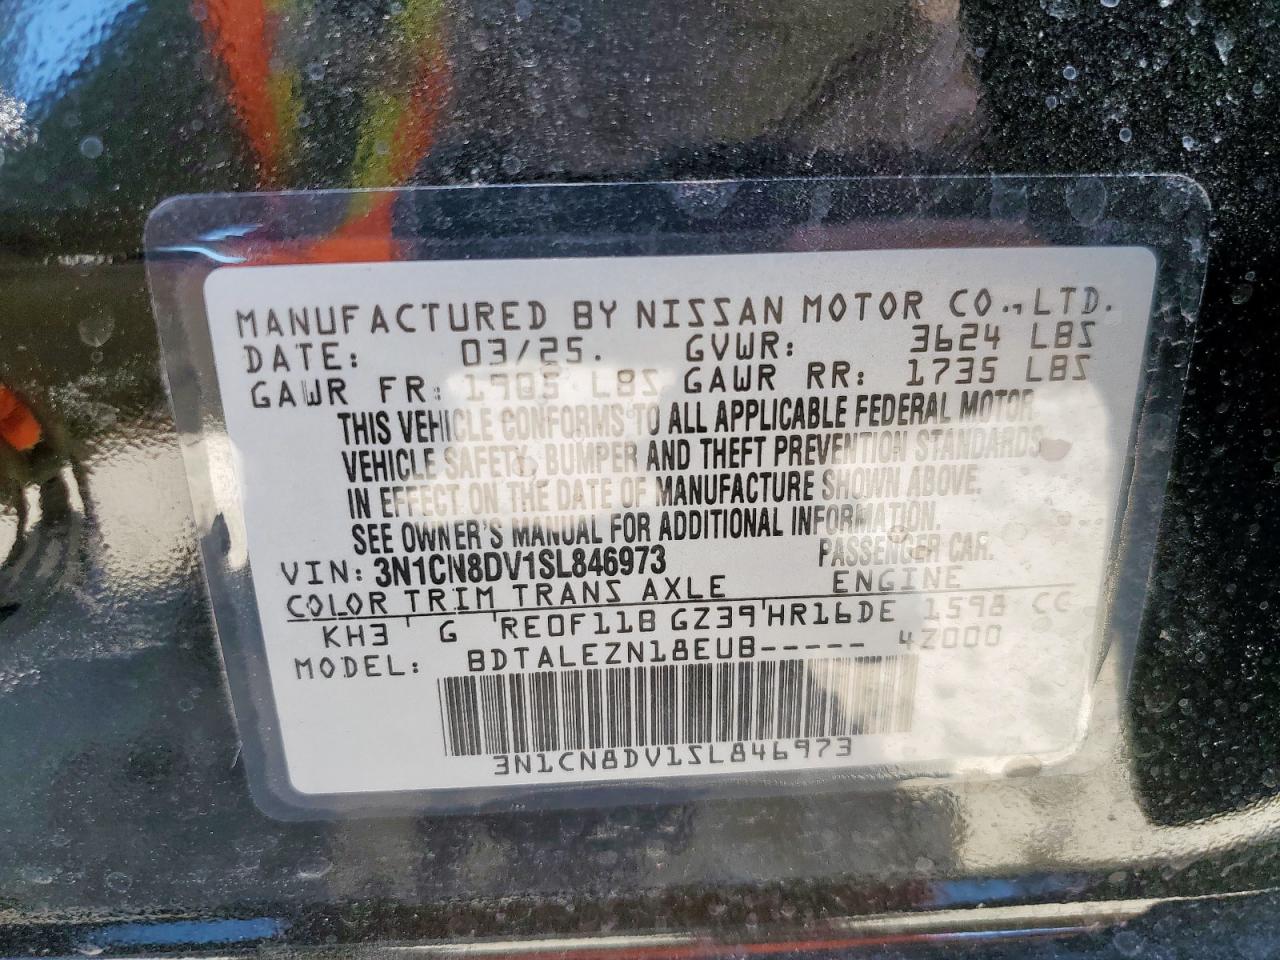 MANUFACTURED BY NISSAN MOTOR CO., LTD.
DATE: 03/25. GVWR: 3624 LBS
GAWR FR: 1905 LBS GAWR RR: 1735 LBS
THIS VEHICLE CONFORMS TO ALL APPLICABLE FEDERAL MOTOR
VEHICLE SAFETY, BUMPER AND THEFT PREVENTION STANDARDS
IN EFFECT ON THE DATE OF MANUFACTURE SHOWN ABOVE.
SEE OWNER'S MANUAL FOR ADDITIONAL INFORMATION.
VIN: 3N1CN8DV1SL846973 PASSENGER CAR.
COLOR TRIM TRANS AXLE ENGINE
KH3 ' G ' RE0F11B GZ39 ' HR16DE 1598 CC
MODEL: BDTALEZN18EUB----- 4Z000
3N1CN8DV1SL846973